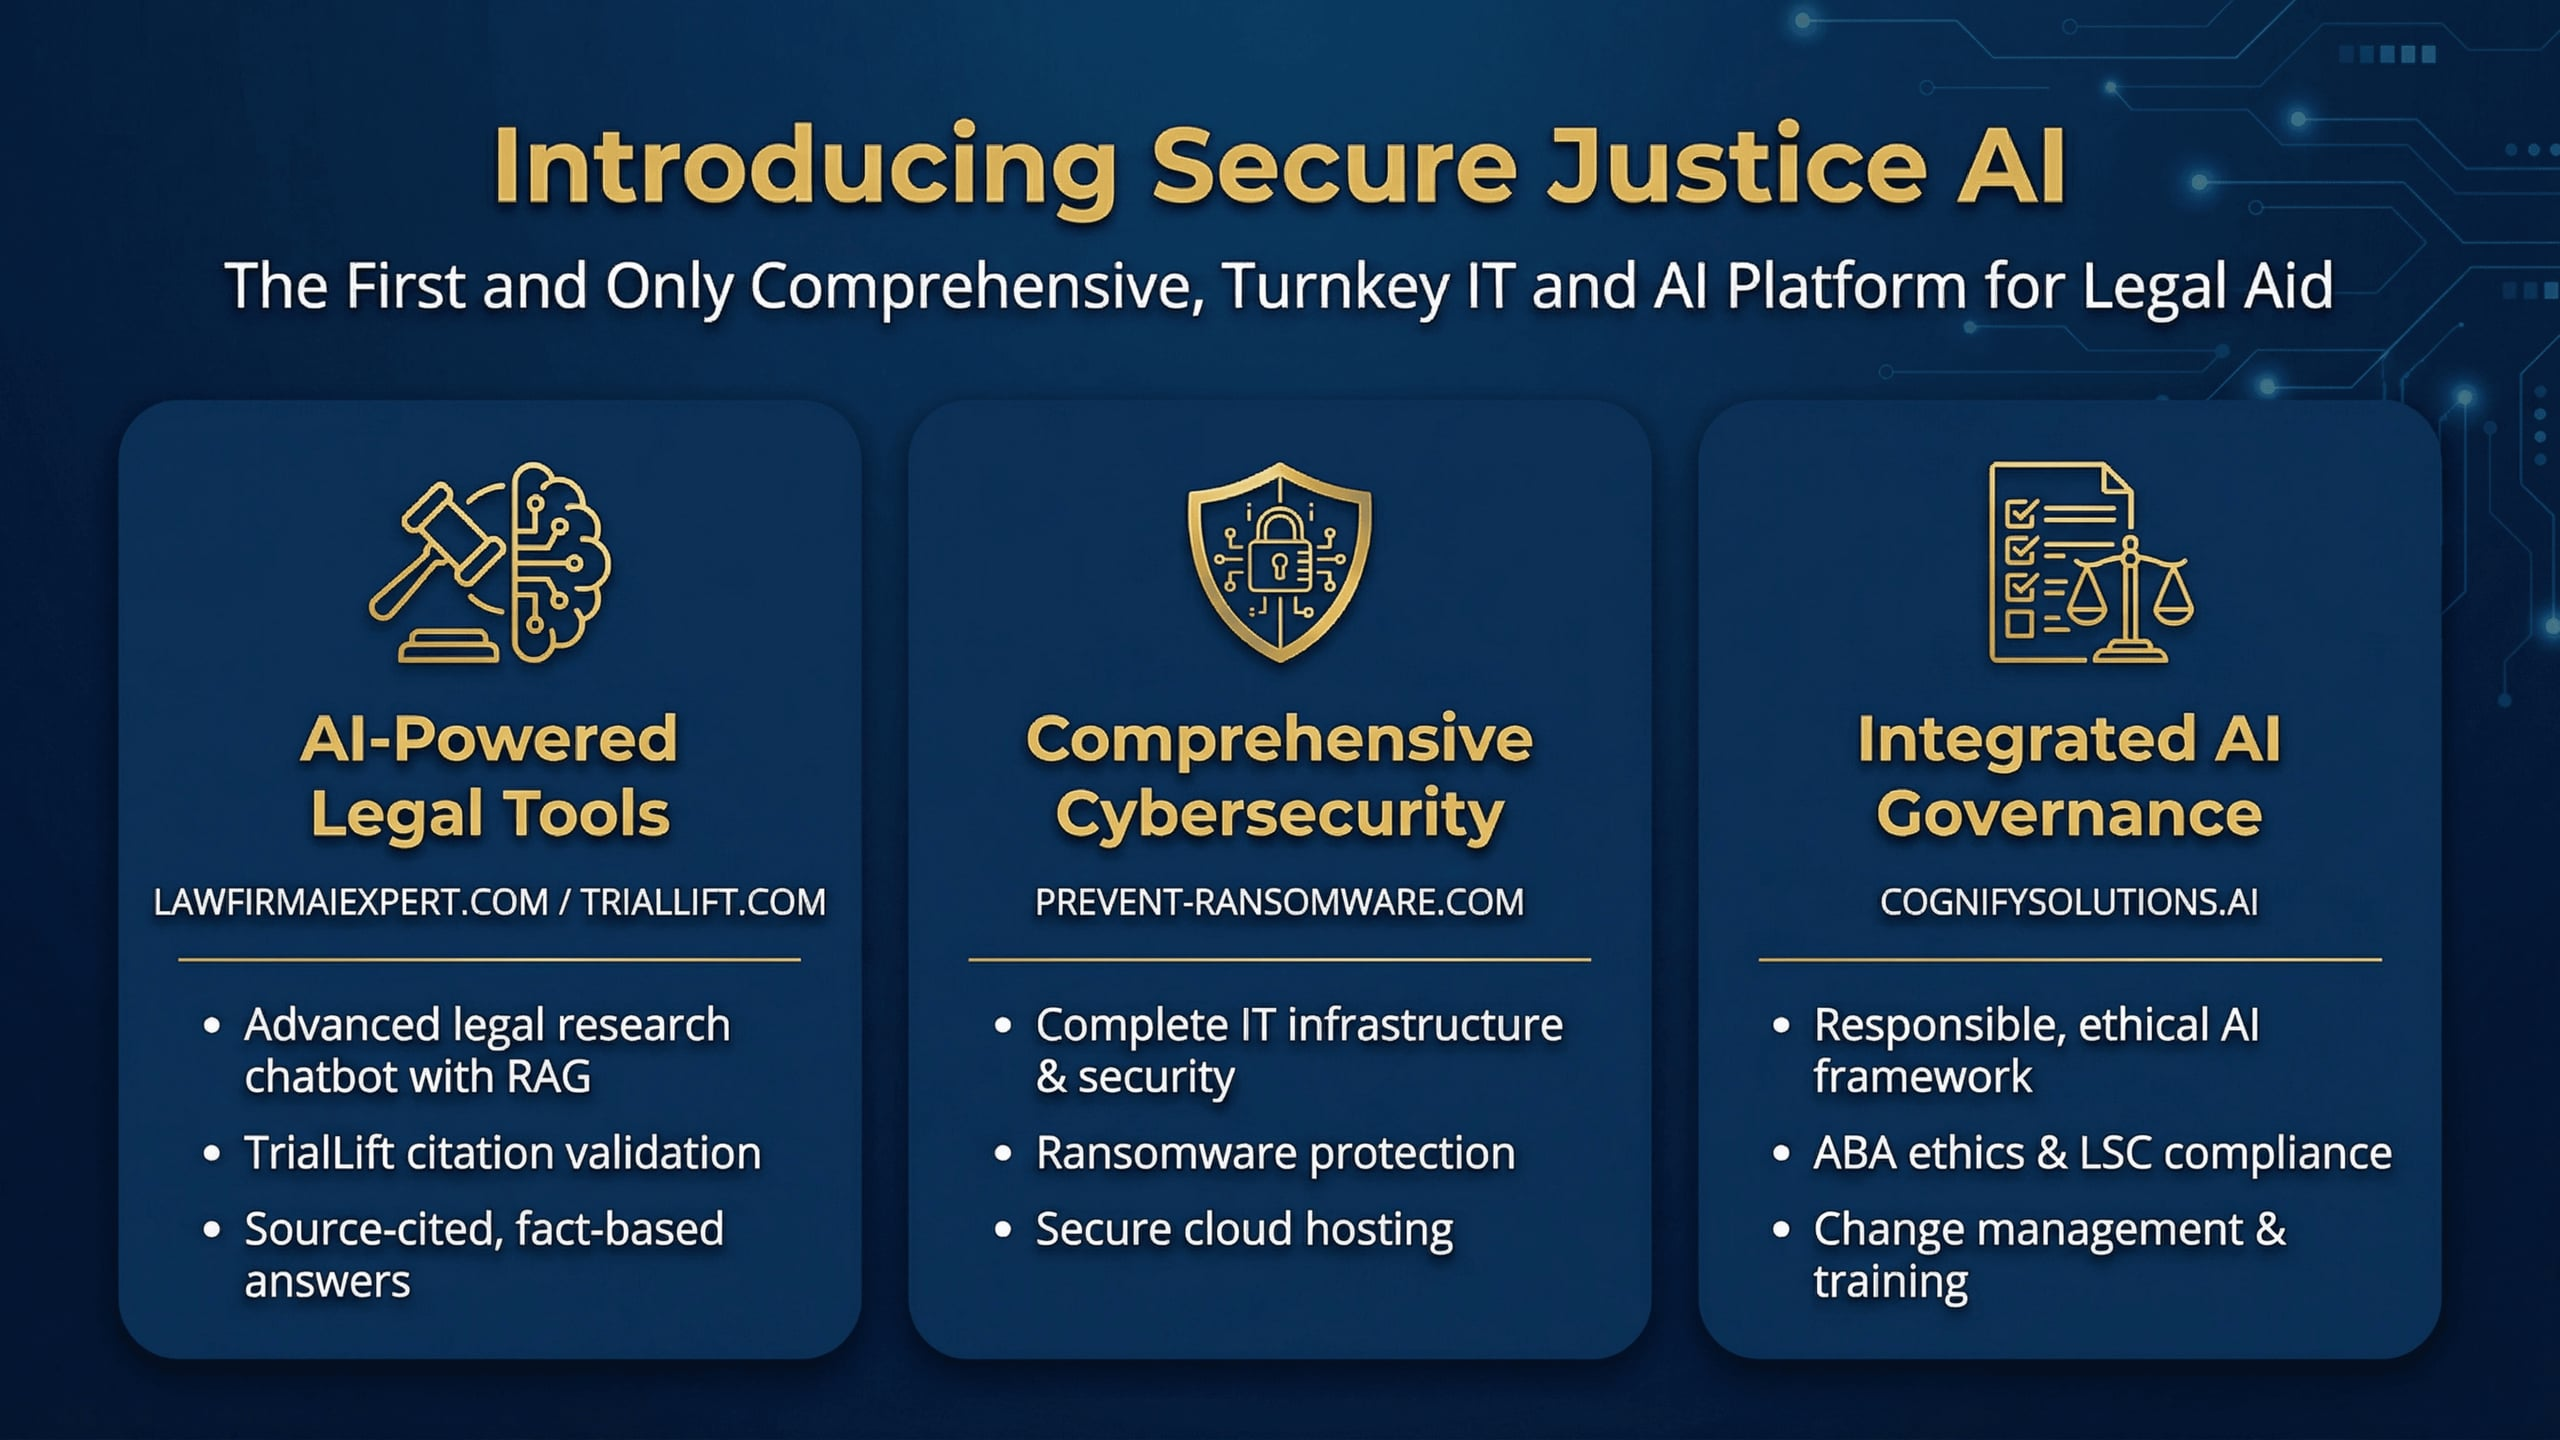 Introducing Secure Justice AI
The First and Only Comprehensive, Turnkey IT and AI Platform for Legal Aid
AI-Powered
Legal Tools
LAWFIRMAIEXPERT.COM / TRIALLIFT.COM
• Advanced legal research
chatbot with RAG
• TrialLift citation validation
• Source-cited, fact-based
answers
Comprehensive
Cybersecurity
PREVENT-RANSOMWARE.COM
• Complete IT infrastructure
& security
• Ransomware protection
• Secure cloud hosting
Integrated AI
Governance
COGNIFYSOLUTIONS.AI
• Responsible, ethical AI
framework
• ABA ethics & LSC compliance
• Change management &
training